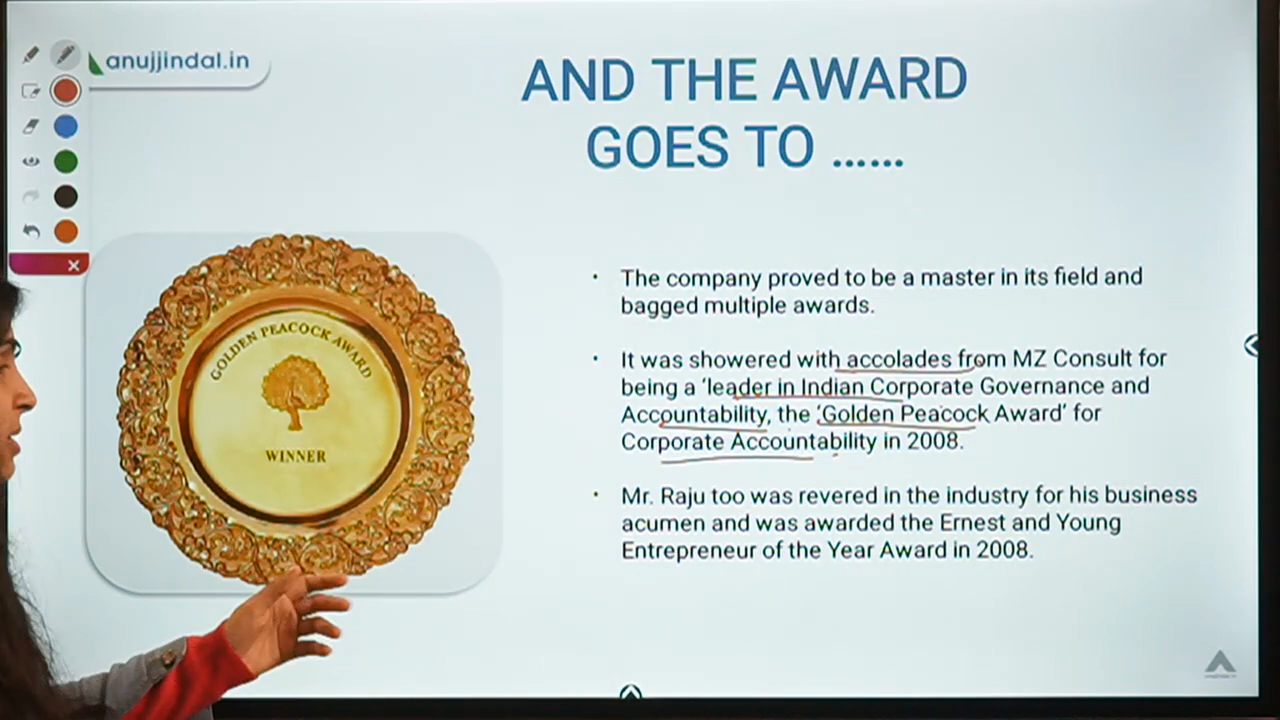 anujjindal.in
AND THE AWARD
GOES TO ......
GOLDEN PEACOCK AWARD
WINNER
• The company proved to be a master in its field and
bagged multiple awards.
• It was showered with accolades from MZ Consult for
being a ‘leader in Indian Corporate Governance and
Accountability, the ‘Golden Peacock Award’ for
Corporate Accountability in 2008.
• Mr. Raju too was revered in the industry for his business
acumen and was awarded the Ernest and Young
Entrepreneur of the Year Award in 2008.